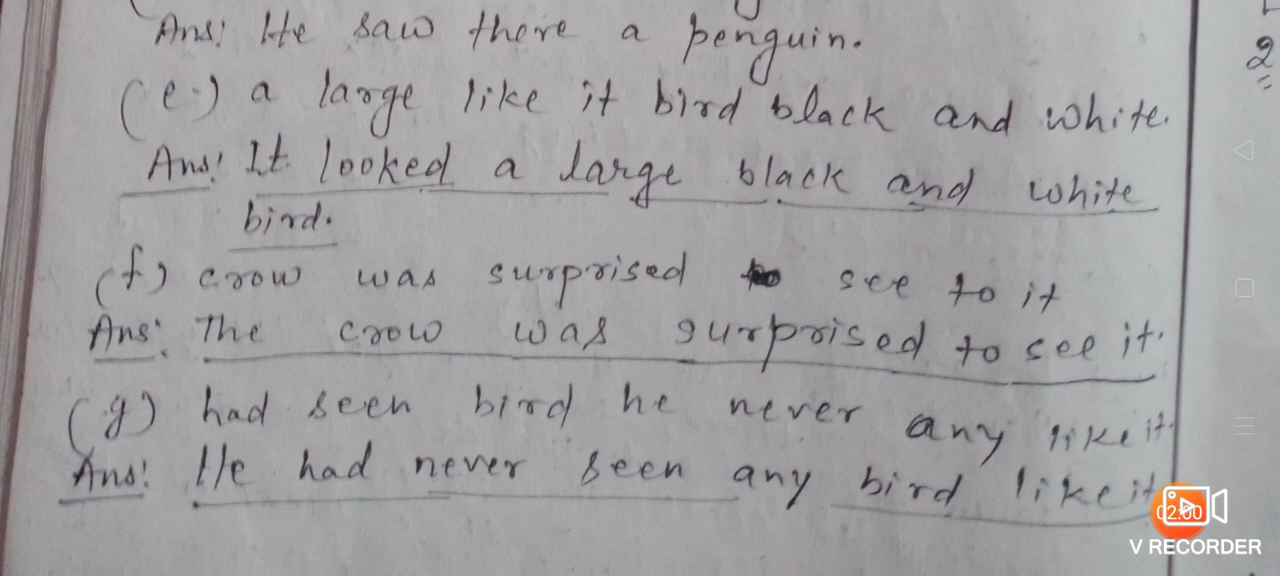 Ans: He saw there a penguin.
(e.) a large like it bird black and white.
Ans: It looked a large black and white
bird.
(f) crow was surprised see to it
Ans: The crow was surprised to see it.
(g) had seen bird he never any like it.
Ans: He had never seen any bird like it
2
02:00
V RECORDER